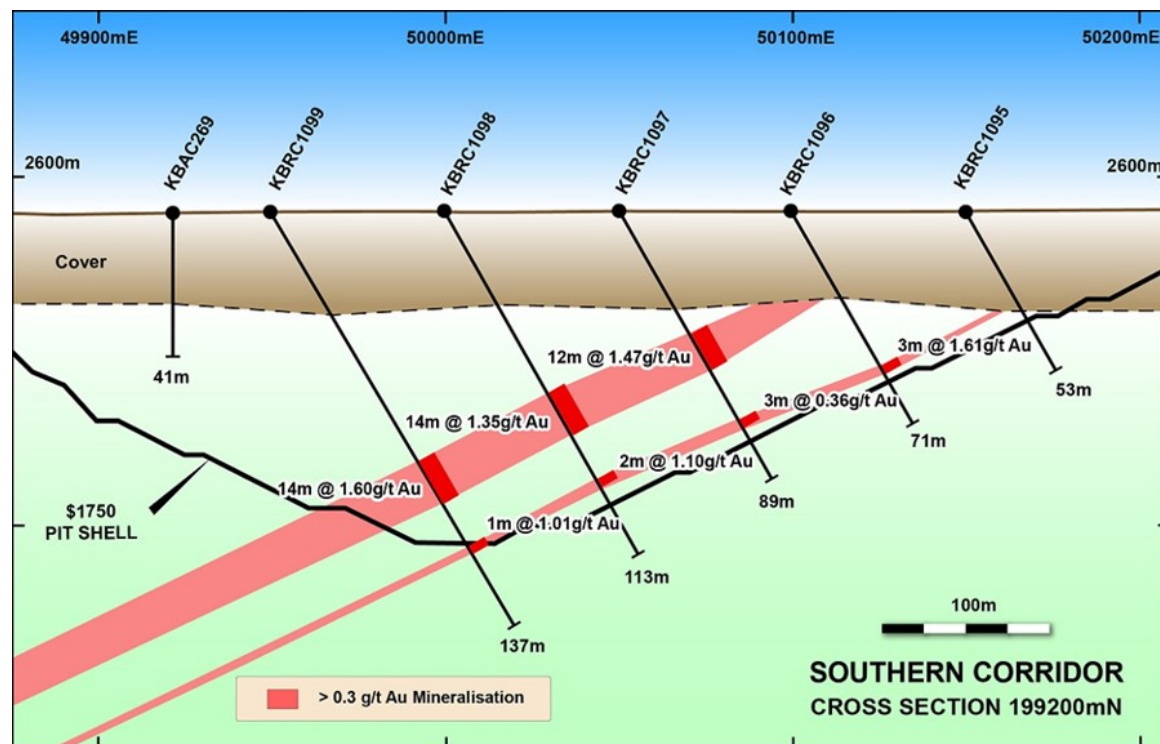 49900mE
50000mE
50100mE
50200mE
KBAC269
KBRC1099
KBRC1098
KBRC1097
KBRC1096
KBRC1095
2600m
2600m
Cover
41m
12m @ 1.47g/t Au
3m @ 1.61g/t Au
53m
14m @ 1.35g/t Au
3m @ 0.36g/t Au
71m
14m @ 1.60g/t Au
2m @ 1.10g/t Au
89m
$1750
PIT SHELL
1m @ 1.01g/t Au
113m
137m
100m
> 0.3 g/t Au Mineralisation
SOUTHERN CORRIDOR
CROSS SECTION 199200mN